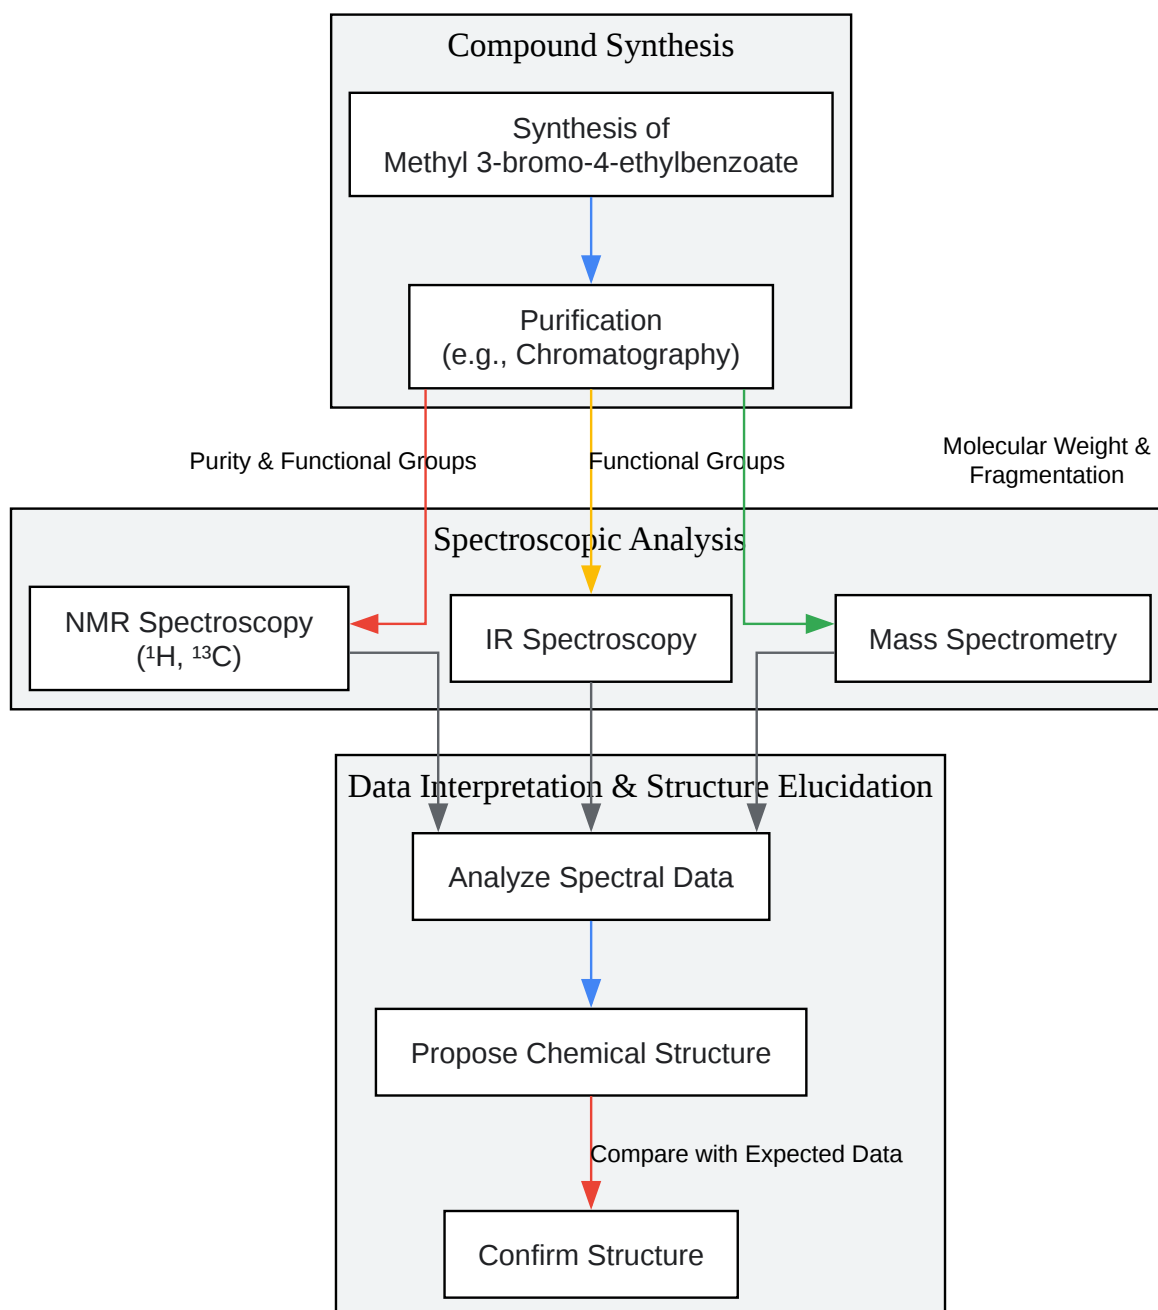 Compound Synthesis
Synthesis of
Methyl 3-bromo-4-ethylbenzoate
Purification
(e.g., Chromatography)
Purity & Functional Groups
Functional Groups
Molecular Weight &
Fragmentation
Spectroscopic Analysis
NMR Spectroscopy
(¹H, ¹³C)
IR Spectroscopy
Mass Spectrometry
Data Interpretation & Structure Elucidation
Analyze Spectral Data
Propose Chemical Structure
Compare with Expected Data
Confirm Structure